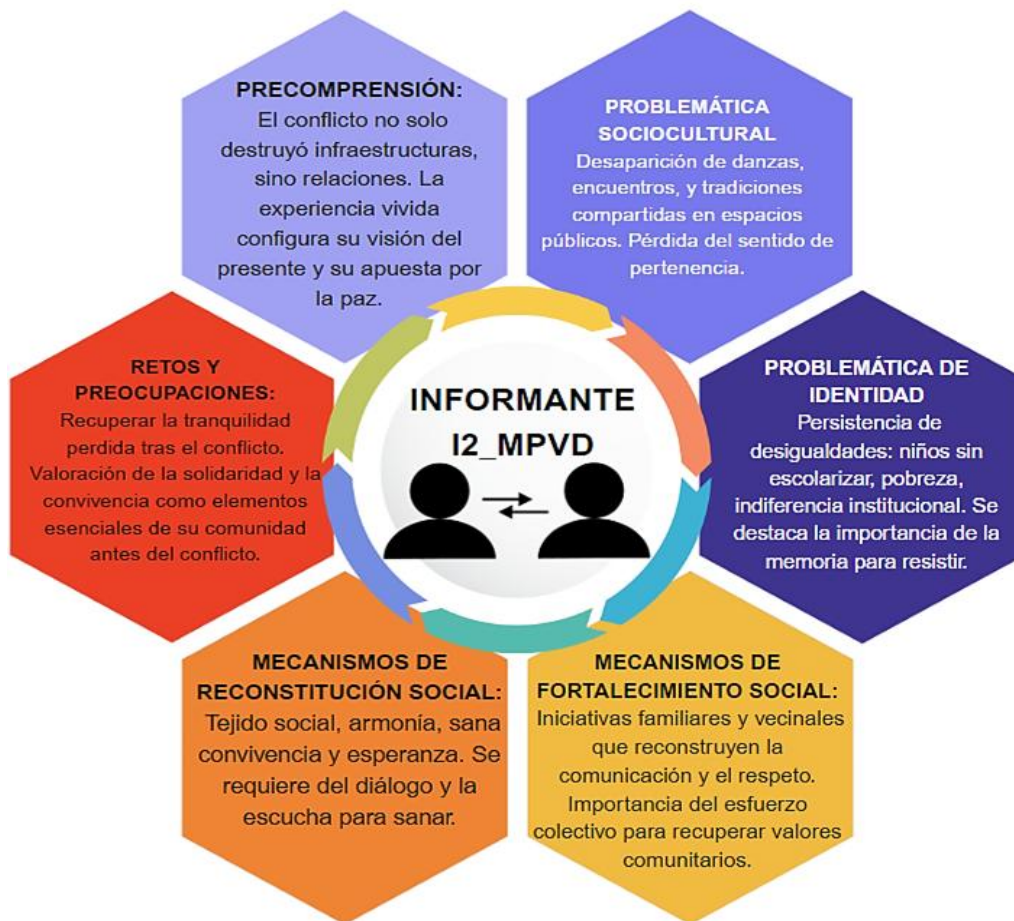 PRECOMPRENSIÓN:
El conflicto no solo
destruyó infraestructuras,
sino relaciones. La
experiencia vivida
configura su visión del
presente y su apuesta por
la paz.
PROBLEMÁTICA
SOCIOCULTURAL
Desaparición de danzas,
encuentros, y tradiciones
compartidas en espacios
públicos. Pérdida del sentido de
pertenencia.
RETOS Y
PREOCUPACIONES:
Recuperar la tranquilidad
perdida tras el conflicto.
Valoración de la solidaridad y la
convivencia como elementos
esenciales de su comunidad
antes del conflicto.
INFORMANTE
I2_MPVD
PROBLEMÁTICA DE
IDENTIDAD
Persistencia de
desigualdades: niños sin
escolarizar, pobreza,
indiferencia institucional. Se
destaca la importancia de la
memoria para resistir.
MECANISMOS DE
RECONSTITUCIÓN SOCIAL:
Tejido social, armonía, sana
convivencia y esperanza. Se
requiere del diálogo y la
escucha para sanar.
MECANISMOS DE
FORTALECIMIENTO SOCIAL:
Iniciativas familiares y vecinales
que reconstruyen la
comunicación y el respeto.
Importancia del esfuerzo
colectivo para recuperar valores
comunitarios.